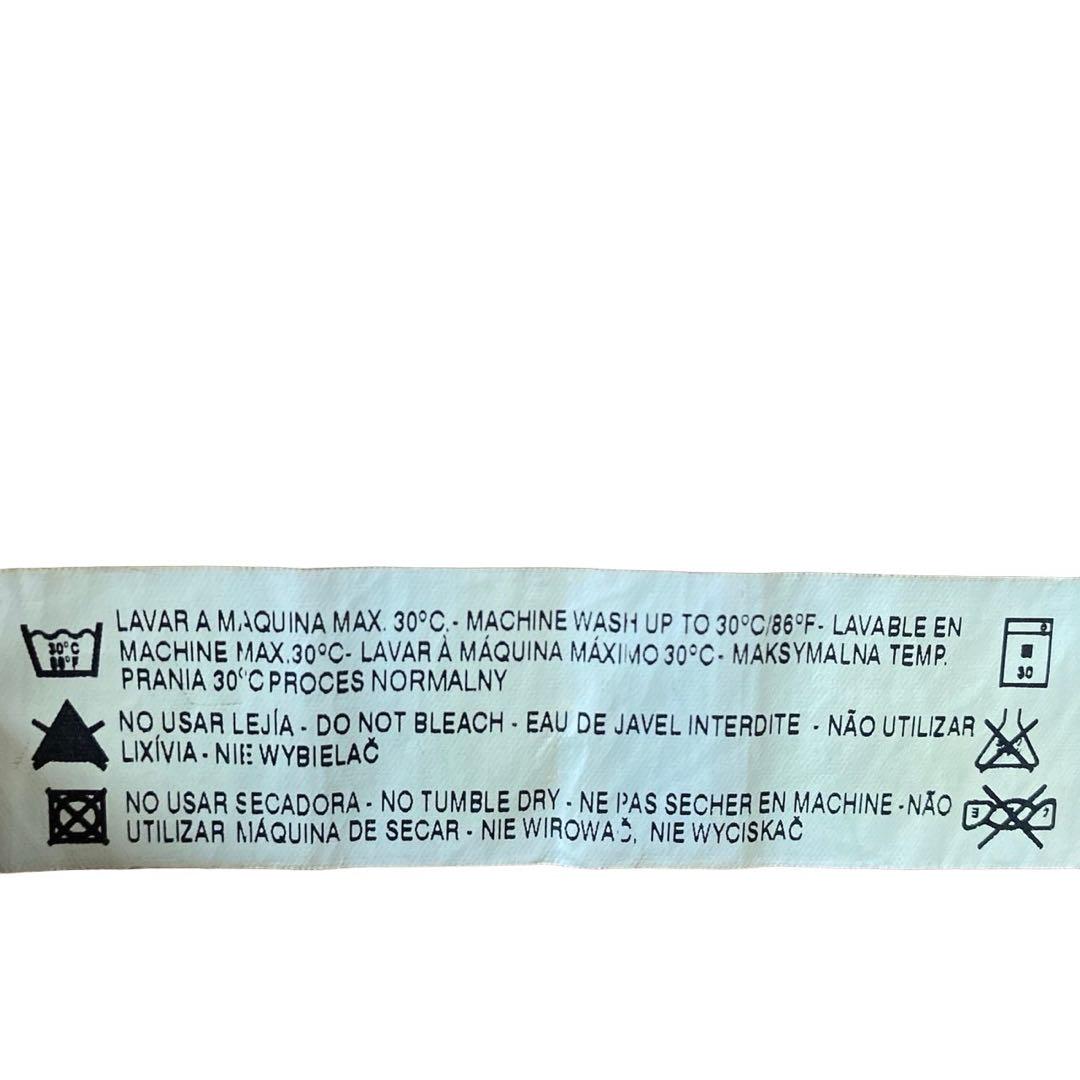 30°C
86°F
LAVAR A MAQUINA MAX. 30°C.- MACHINE WASH UP TO 30°C/86°F- LAVABLE EN
MACHINE MAX.30°C- LAVAR À MÁQUINA MÁXIMO 30°C- MAKSYMALNA TEMP.
PRANIA 30°C PROCES NORMALNY
30
NO USAR LEJÍA - DO NOT BLEACH - EAU DE JAVEL INTERDITE - NÃO UTILIZAR
LIXÍVIA - NIE WYBIELAČ
NO USAR SECADORA - NO TUMBLE DRY - NE PAS SECHER EN MACHINE -NÃO
UTILIZAR MÁQUINA DE SECAR - NIE WIROWAČ, NIE WYCISKAČ